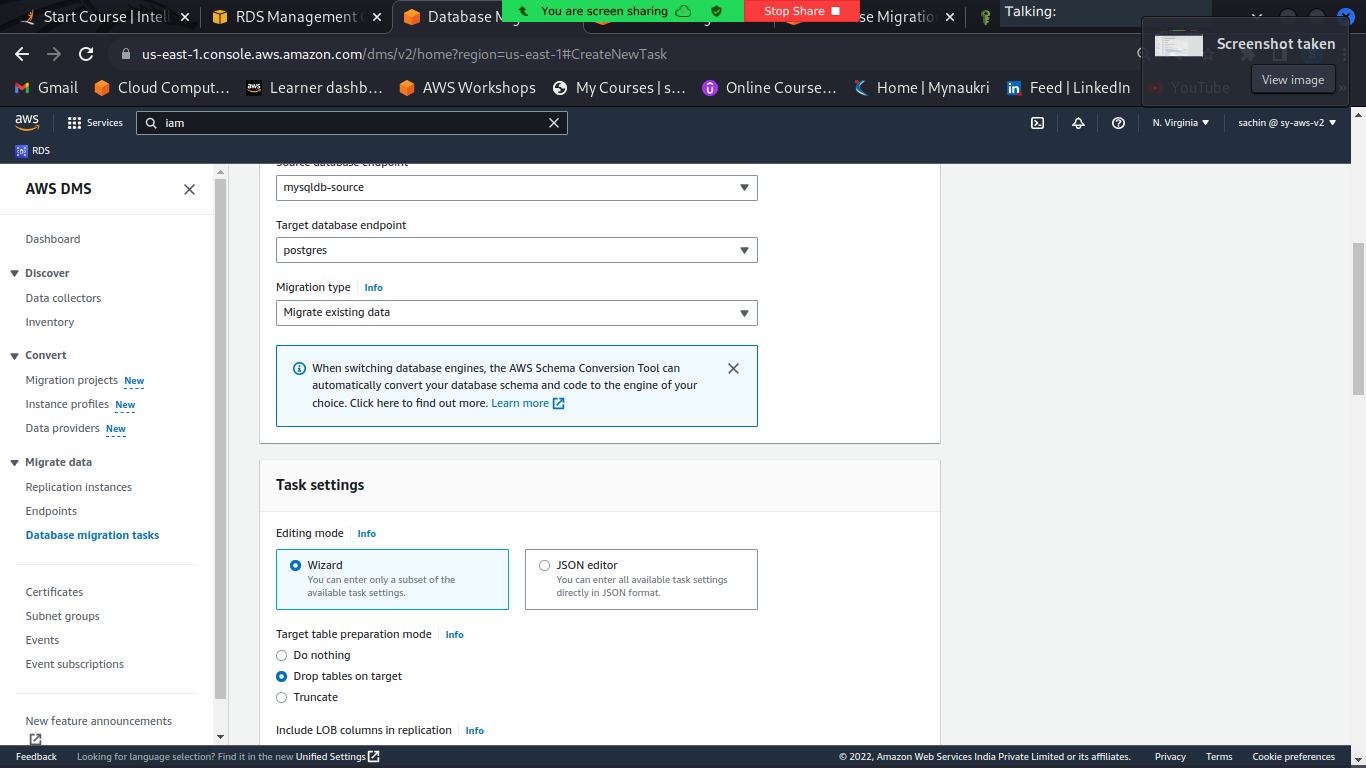 Start Course | Intell
RDS Management
Database M
You are screen sharing
Stop Share
ase Migratio
Talking:
us-east-1.console.aws.amazon.com/dms/v2/home?region=us-east-1#CreateNewTask
Screenshot taken
View image
Gmail
Cloud Comput...
Learner dashb...
AWS Workshops
My Courses | s...
Online Course...
Home | Mynaukri
Feed | LinkedIn
YouTube
aws
Services
iam
N. Virginia
sachin @ sy-aws-v2
RDS
AWS DMS
Dashboard
Discover
Data collectors
Inventory
Convert
Migration projects New
Instance profiles New
Data providers New
Migrate data
Replication instances
Endpoints
Database migration tasks
Certificates
Subnet groups
Events
Event subscriptions
New feature announcements
Source database endpoint
mysqldb-source
Target database endpoint
postgres
Migration type Info
Migrate existing data
When switching database engines, the AWS Schema Conversion Tool can
automatically convert your database schema and code to the engine of your
choice. Click here to find out more. Learn more
Task settings
Editing mode Info
Wizard
You can enter only a subset of the
available task settings.
JSON editor
You can enter all available task settings
directly in JSON format.
Target table preparation mode Info
Do nothing
Drop tables on target
Truncate
Include LOB columns in replication Info
Feedback
Looking for language selection? Find it in the new Unified Settings
© 2022, Amazon Web Services India Private Limited or its affiliates.
Privacy
Terms
Cookie preferences